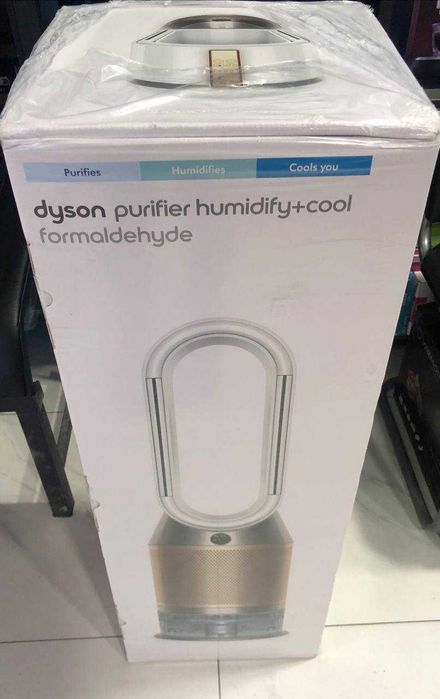 Purifies
Humidifies
Cools you
dyson purifier humidify+cool
formaldehyde